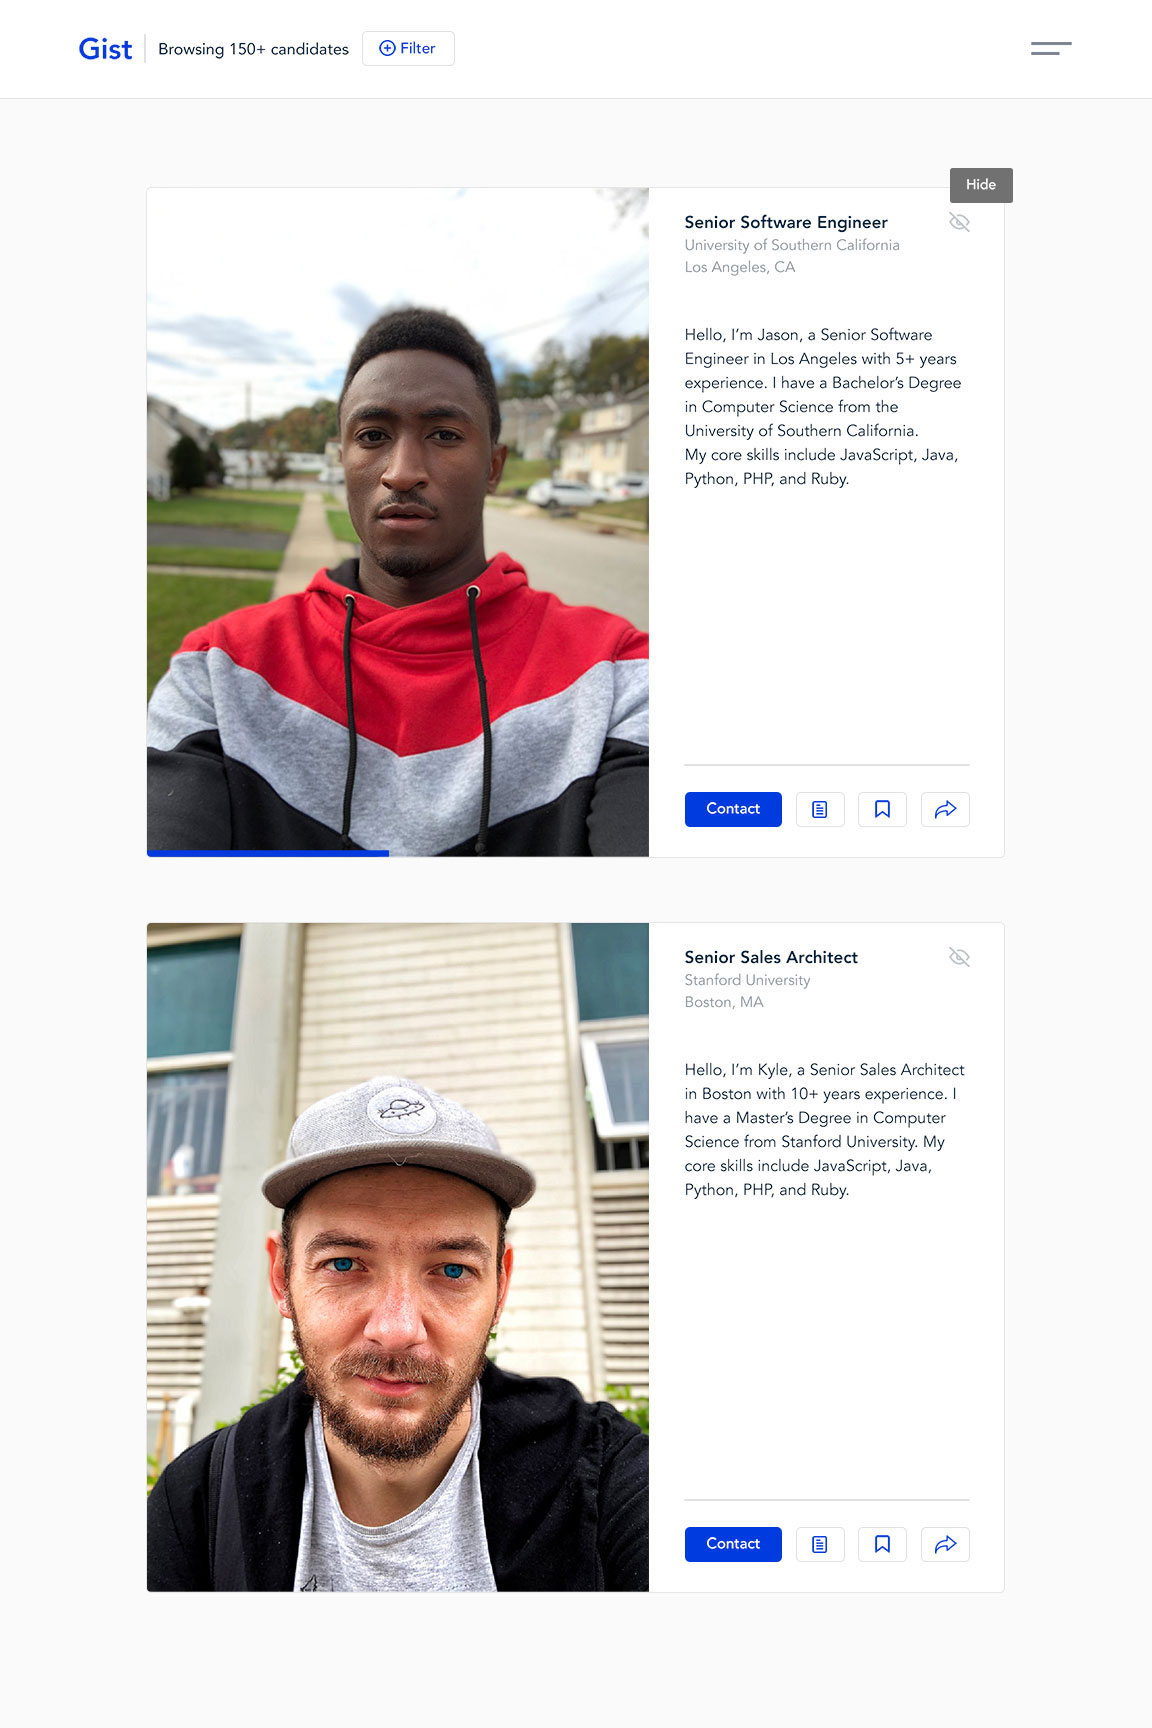 Gist
Browsing 150+ candidates
Filter
Hide
Senior Software Engineer
University of Southern California
Los Angeles, CA
Hello, I’m Jason, a Senior Software
Engineer in Los Angeles with 5+ years
experience. I have a Bachelor’s Degree
in Computer Science from the
University of Southern California.
My core skills include JavaScript, Java,
Python, PHP, and Ruby.
Contact
Senior Sales Architect
Stanford University
Boston, MA
Hello, I’m Kyle, a Senior Sales Architect
in Boston with 10+ years experience. I
have a Master’s Degree in Computer
Science from Stanford University. My
core skills include JavaScript, Java,
Python, PHP, and Ruby.
Contact